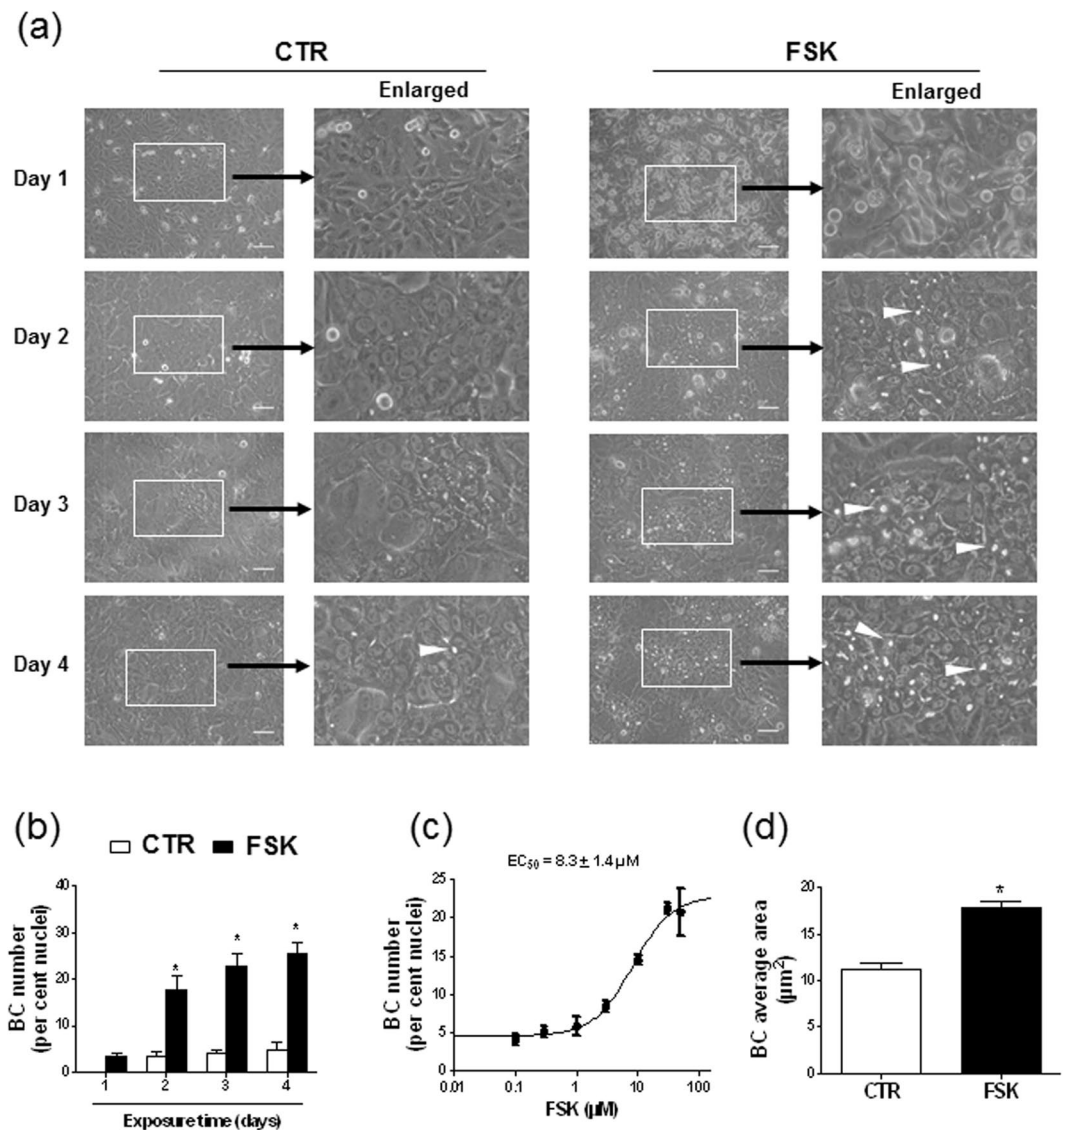 (a)
CTR FSK
Enlarged Enlarged
Day 1
Day 2
Day 3
Day 4
(b)
CTR FSK
BC number
(per cent nuclei)
40
30
20
10
0
* * *
1 2 3 4
Exposure time (days)
(c)
EC50 = 8.3 ± 1.4 µM
BC number
(per cent nuclei)
25
20
15
10
5
0
0.01 0.1 1 10 100
FSK (µM)
(d)
BC average area
(µm²)
20
15
10
5
0
*
CTR FSK